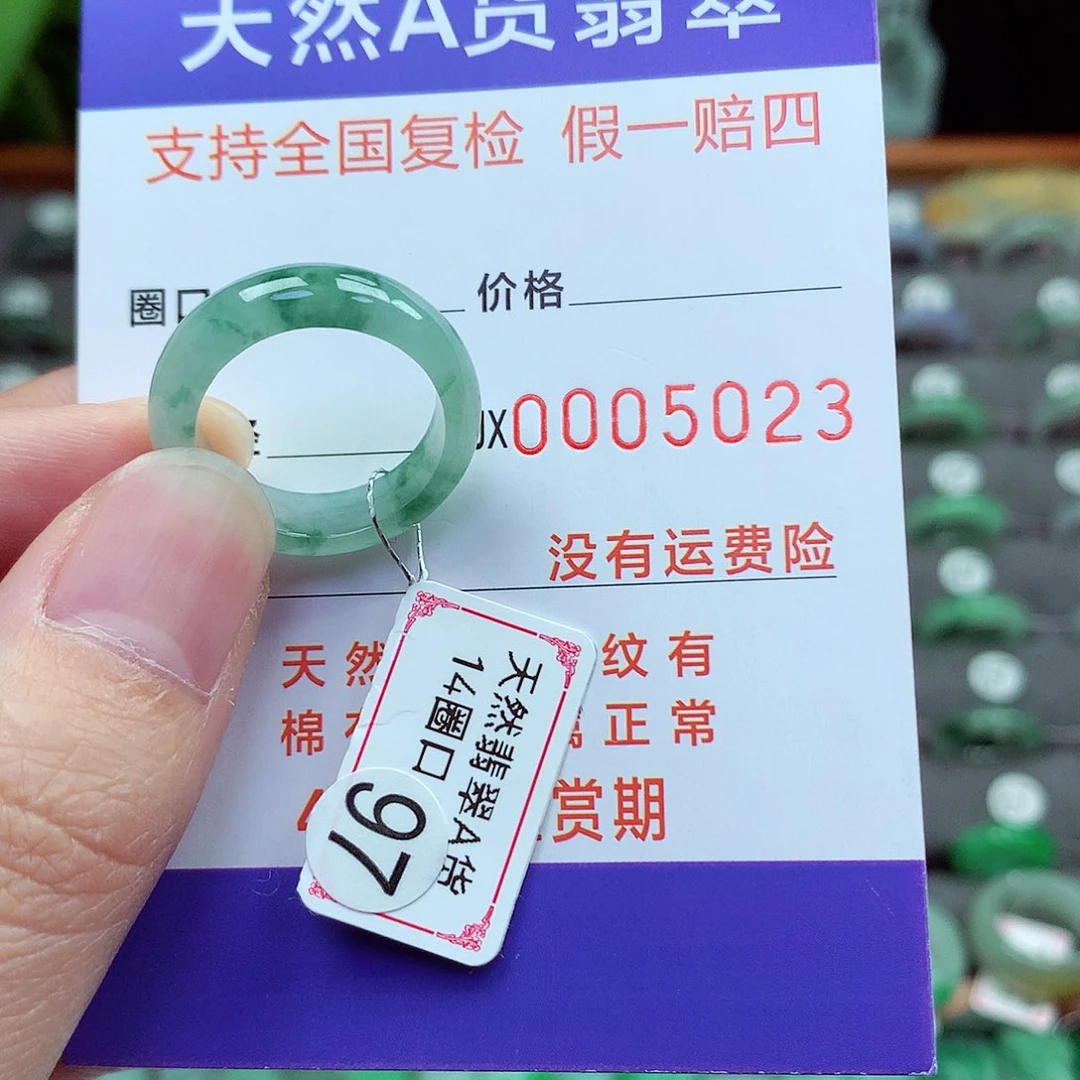 天然A货翡翠
支持全国复检 假一赔四
圈口 价格
JX0005023
没有运费险
天然 纹有
棉 正常
赏期
天然翡翠A货
14圈口
97